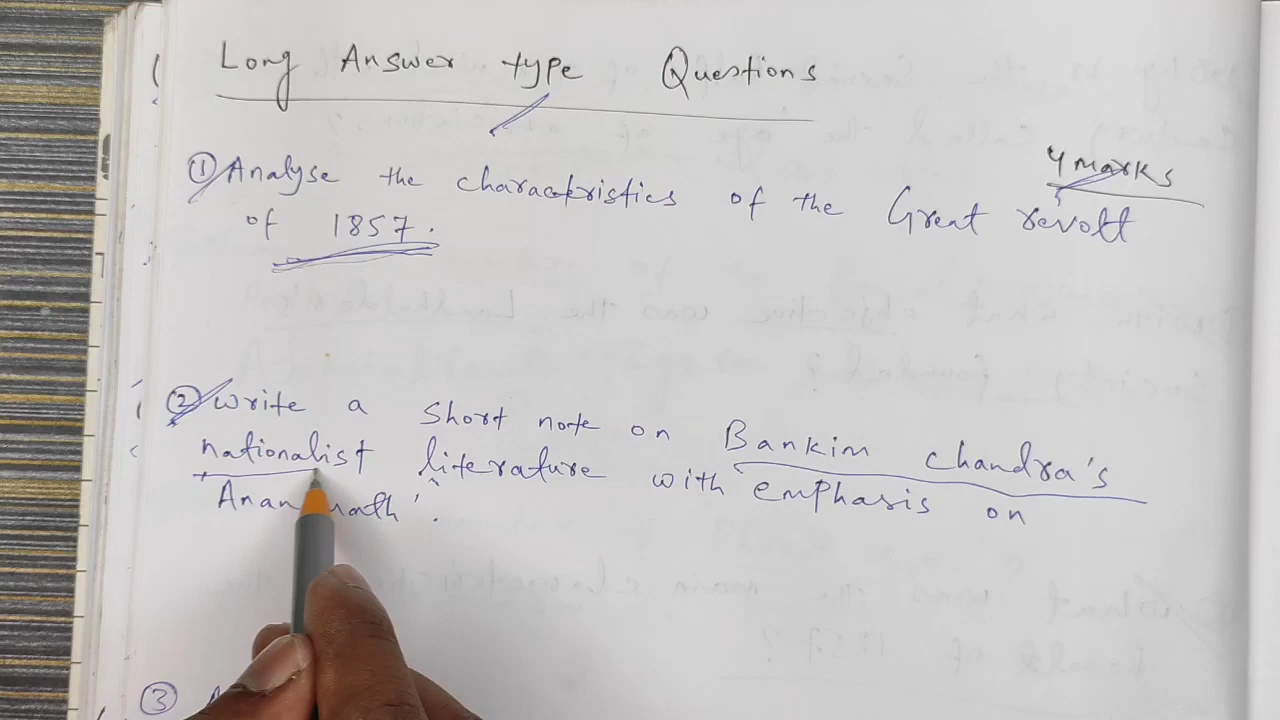 Long Answer type Questions
4 marks
① Analyse the characteristics of the Great revolt
of 1857.
② Write a short note on Bankim Chandra's
nationalist literature with emphasis on
③